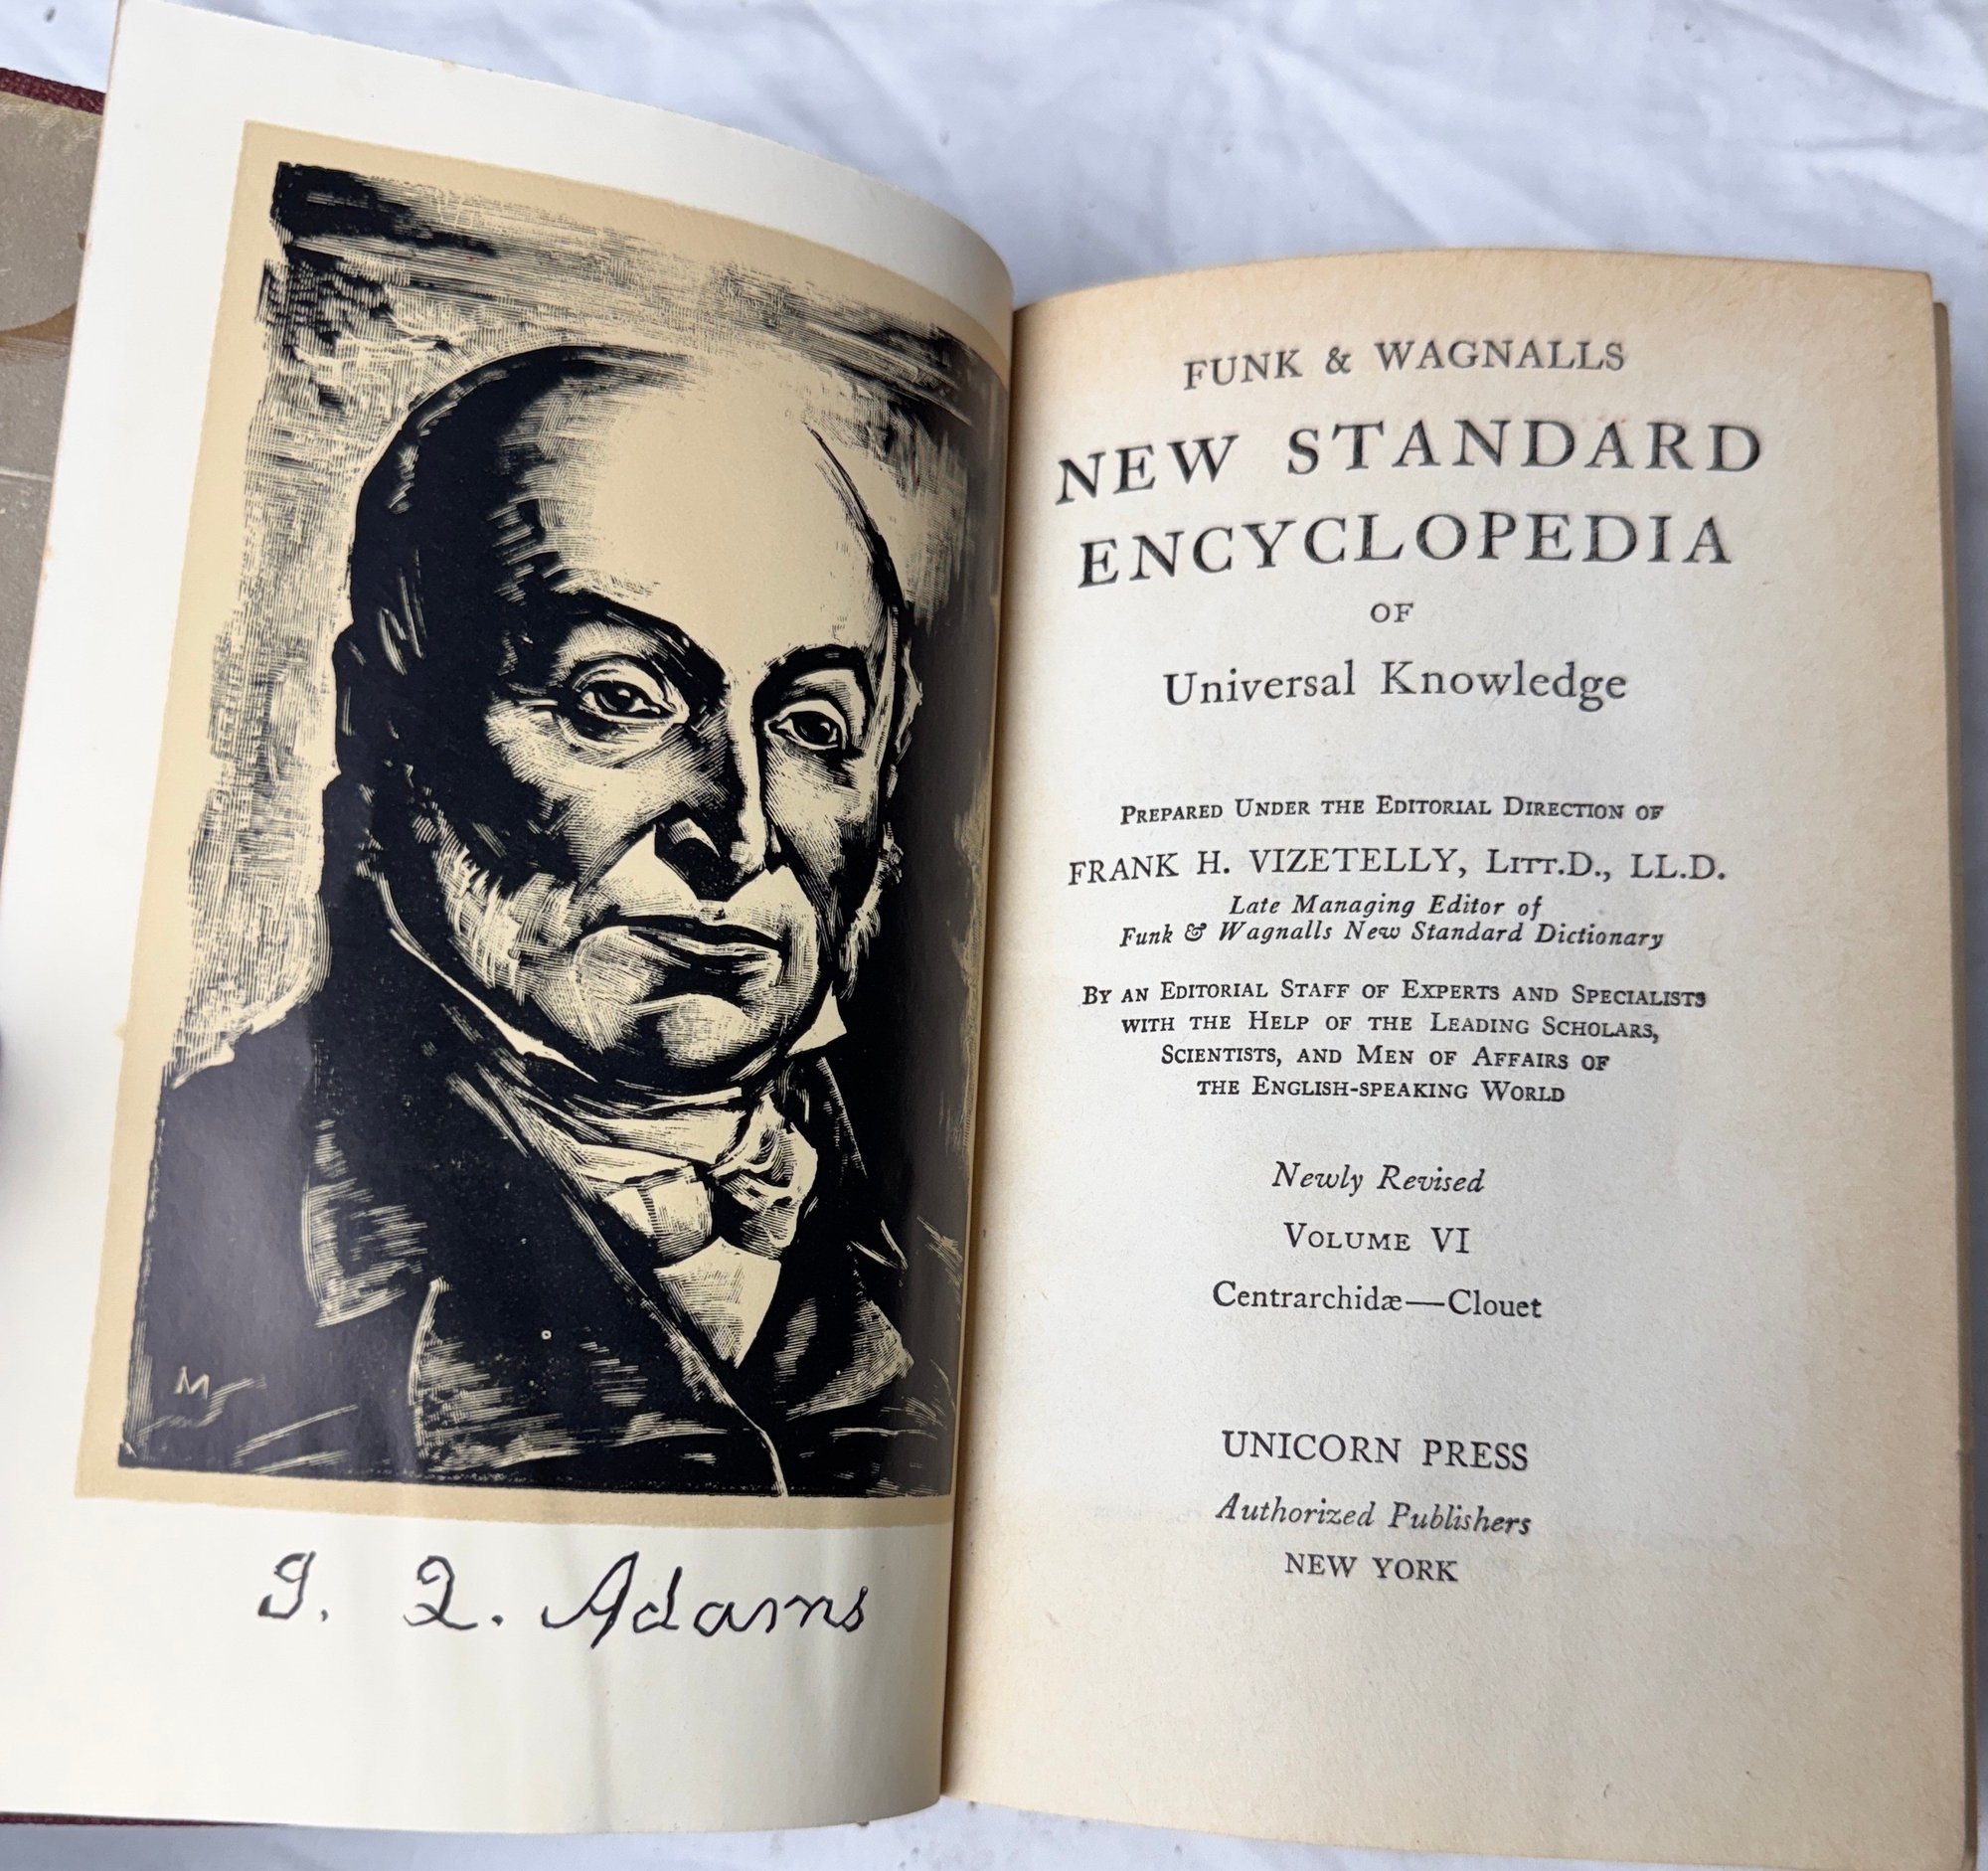 M
J. Q. Adams
FUNK & WAGNALLS
NEW STANDARD
ENCYCLOPEDIA
OF
Universal Knowledge
PREPARED UNDER THE EDITORIAL DIRECTION OF
FRANK H. VIZETELLY, LITT.D., LL.D.
Late Managing Editor of
Funk & Wagnalls New Standard Dictionary
BY AN EDITORIAL STAFF OF EXPERTS AND SPECIALISTS
WITH THE HELP OF THE LEADING SCHOLARS,
SCIENTISTS, AND MEN OF AFFAIRS OF
THE ENGLISH-SPEAKING WORLD
Newly Revised
VOLUME VI
Centrarchidæ—Clouet
UNICORN PRESS
Authorized Publishers
NEW YORK